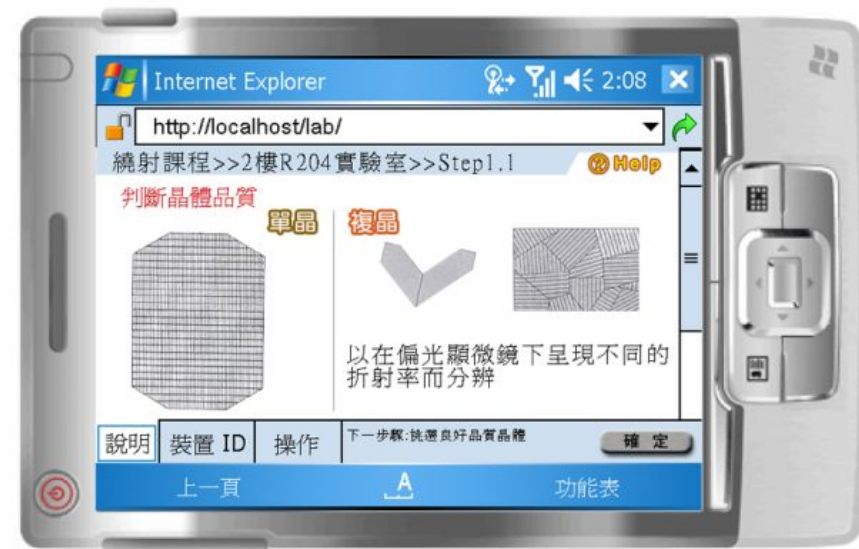 Internet Explorer 2:08
http://localhost/lab/
繞射課程>>2樓R204實驗室>>Step1.1 Help
判斷晶體品質
單晶 複晶
以在偏光顯微鏡下呈現不同的
折射率而分辨
說明 裝置 ID 操作 下一步驟:挑選良好品質晶體 確定
上一頁 A 功能表